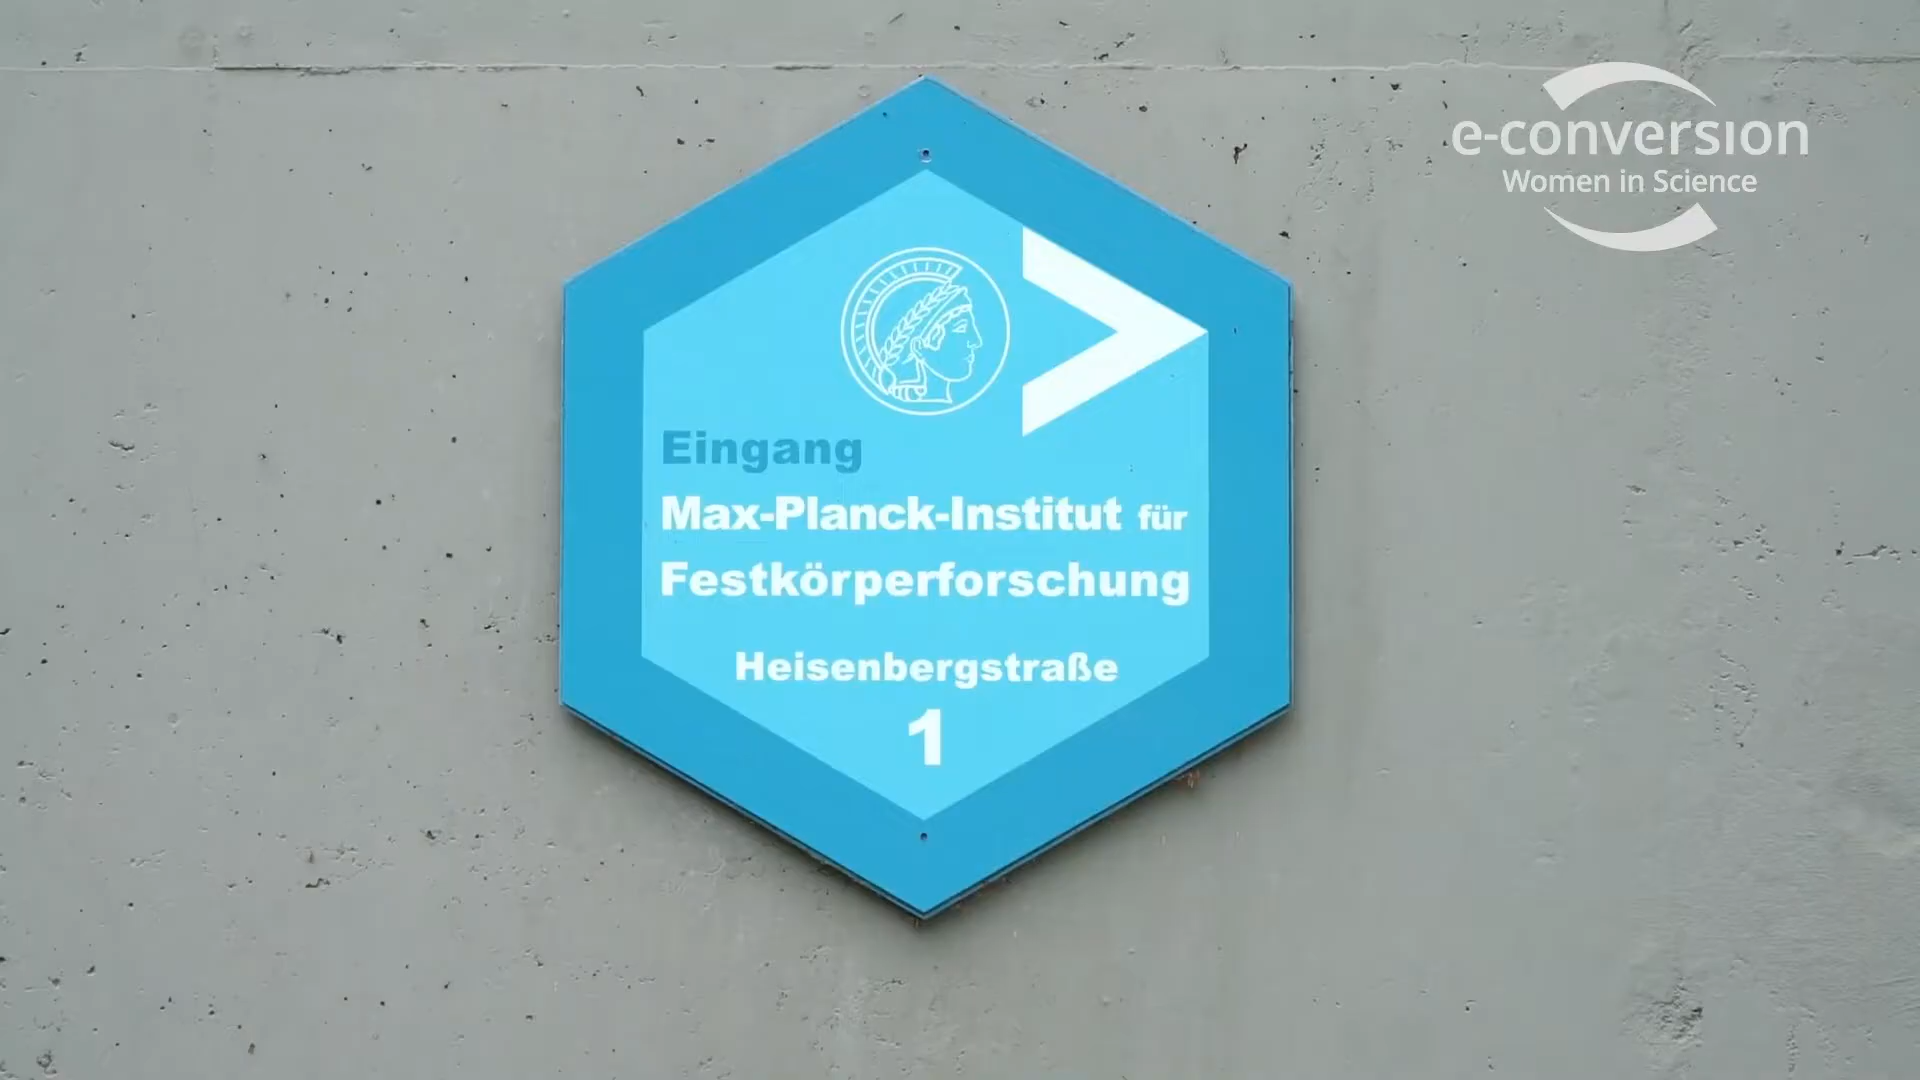 e-conversion
Women in Science
Eingang
Max-Planck-Institut für
Festkörperforschung
Heisenbergstraße
1